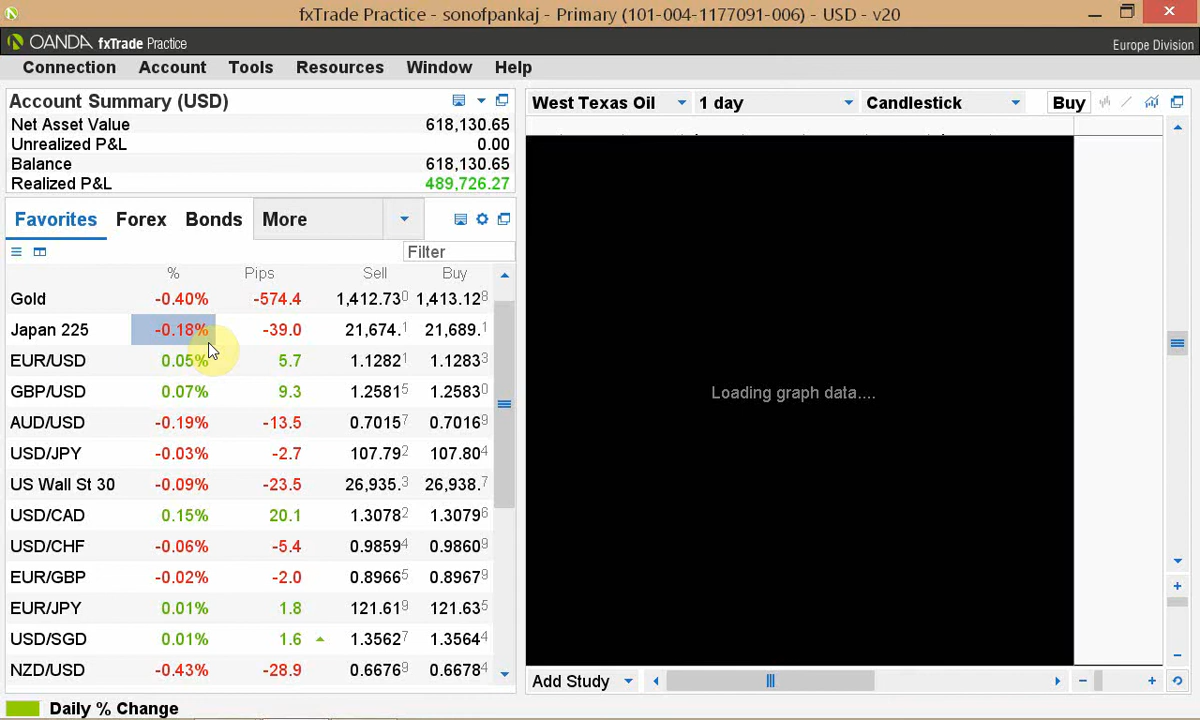 fxTrade Practice - sonofpankaj - Primary (101-004-1177091-006) - USD - v20
OANDA fxTrade Practice
Europe Division
Connection Account Tools Resources Window Help
Account Summary (USD)
Net Asset Value 618,130.65
Unrealized P&L 0.00
Balance 618,130.65
Realized P&L 489,726.27
Favorites Forex Bonds More
Filter
% Pips Sell Buy
Gold -0.40% -574.4 1,412.730 1,413.128
Japan 225 -0.18% -39.0 21,674.1 21,689.1
EUR/USD 0.05% 5.7 1.12821 1.12833
GBP/USD 0.07% 9.3 1.25815 1.25830
AUD/USD -0.19% -13.5 0.70157 0.70169
USD/JPY -0.03% -2.7 107.792 107.804
US Wall St 30 -0.09% -23.5 26,935.3 26,938.7
USD/CAD 0.15% 20.1 1.30782 1.30796
USD/CHF -0.06% -5.4 0.98594 0.98609
EUR/GBP -0.02% -2.0 0.89665 0.89679
EUR/JPY 0.01% 1.8 121.619 121.635
USD/SGD 0.01% 1.6 1.35627 1.35644
NZD/USD -0.43% -28.9 0.66769 0.66784
Daily % Change
West Texas Oil 1 day Candlestick Buy
Loading graph data....
Add Study